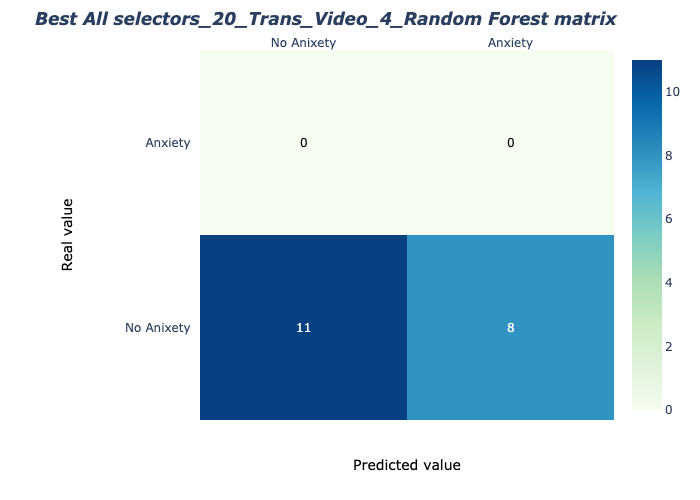 Best All selectors_20_Trans_Video_4_Random Forest matrix
No Anixety Anxiety
10
Anxiety 0 0
8
6
Real value
4
No Anixety 11 8
2
0
Predicted value